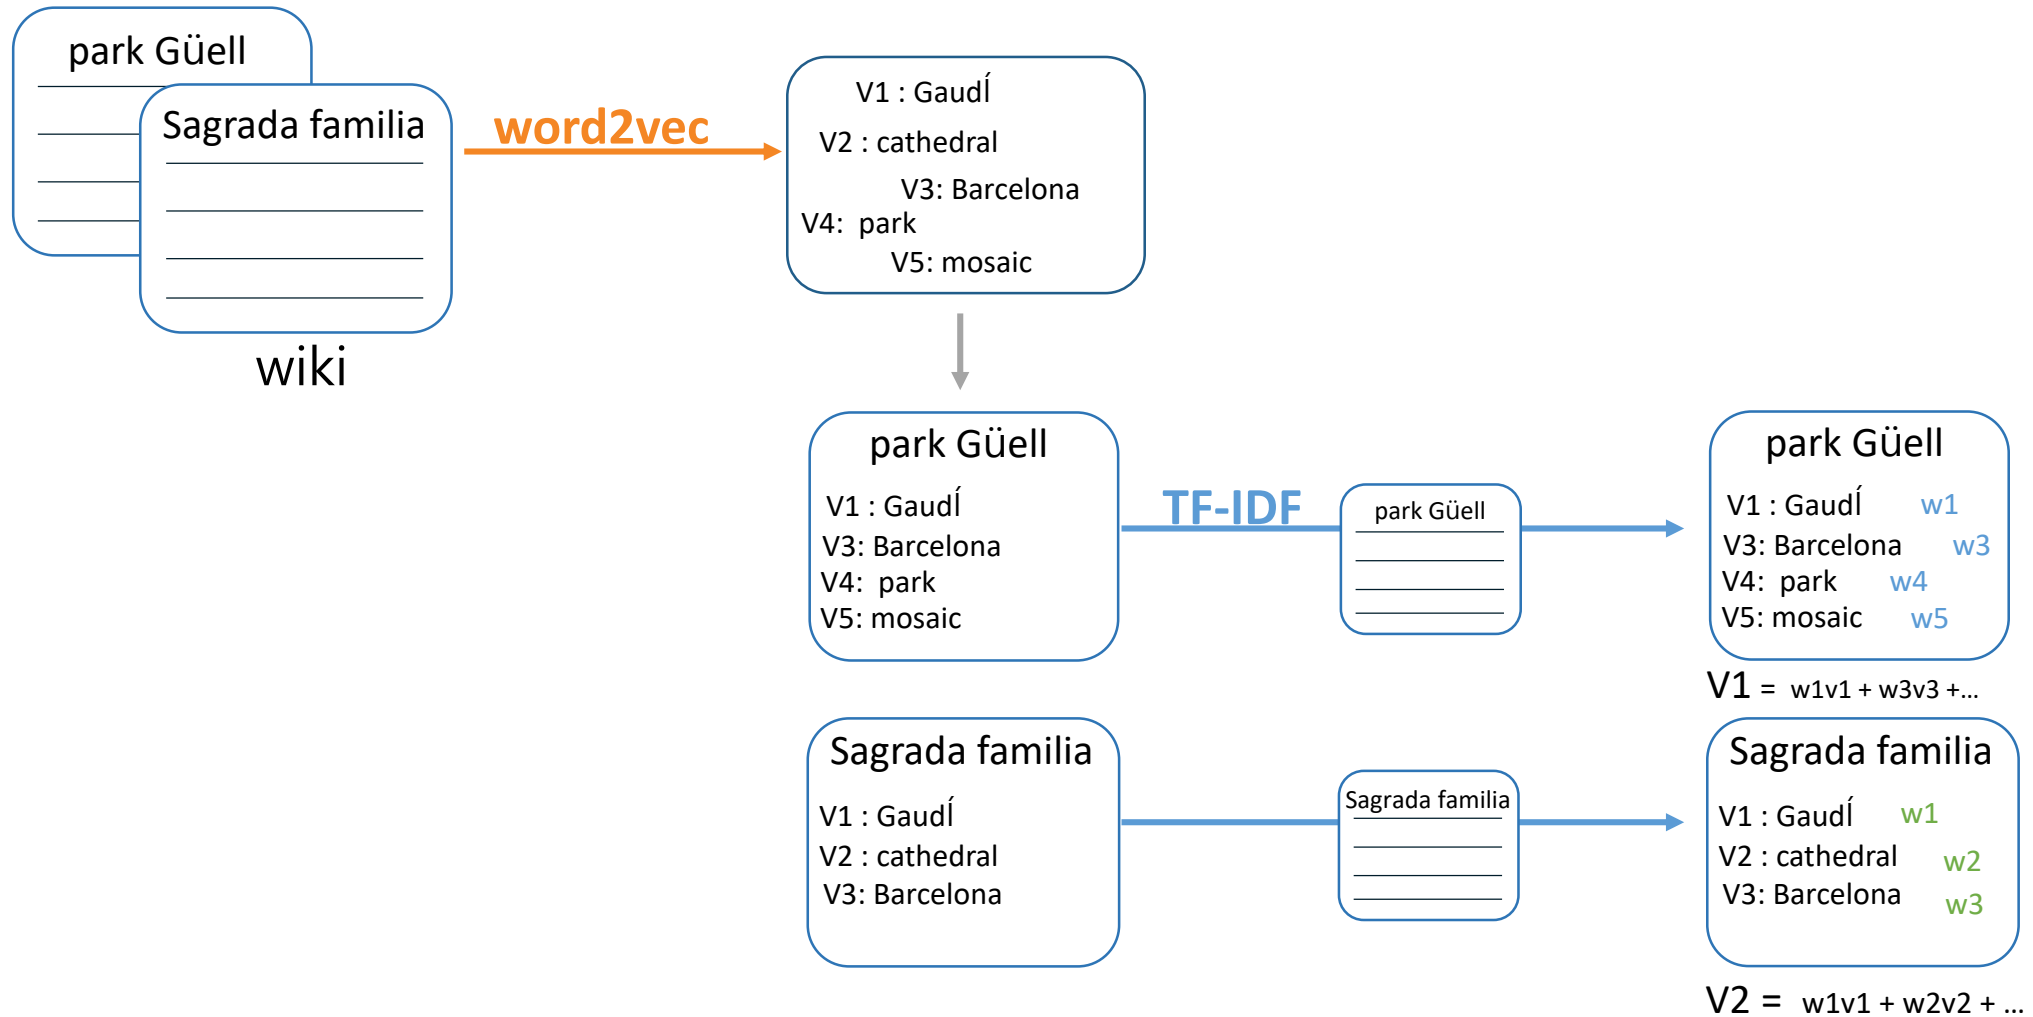 park Güell
Sagrada familia
wiki
word2vec
V1 : GaudÍ
V2 : cathedral
V3: Barcelona
V4: park
V5: mosaic
park Güell
V1 : GaudÍ
V3: Barcelona
V4: park
V5: mosaic
TF-IDF
park Güell
park Güell
V1 : GaudÍ w1
V3: Barcelona w3
V4: park w4
V5: mosaic w5
V1 = w1v1 + w3v3 +...
Sagrada familia
V1 : GaudÍ
V2 : cathedral
V3: Barcelona
Sagrada familia
Sagrada familia
V1 : GaudÍ w1
V2 : cathedral w2
V3: Barcelona w3
V2 = w1v1 + w2v2 + ...